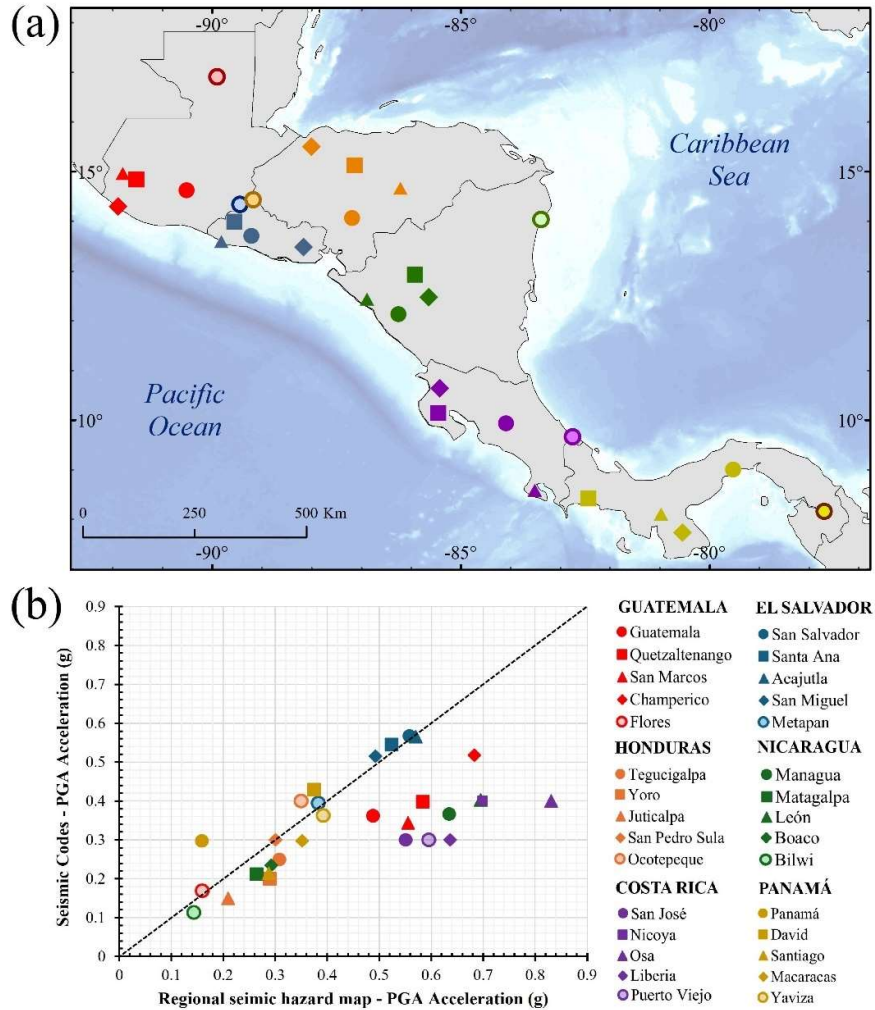 (a)
-90°
-85°
-80°
15°
15°
Caribbean
Sea
Pacific
Ocean
10°
10°
0
250
500 Km
-90°
-85°
-80°
(b)
0.9
0.8
0.7
0.6
0.5
0.4
0.3
0.2
0.1
0
Seismic Codes - PGA Acceleration (g)
0
0.1
0.2
0.3
0.4
0.5
0.6
0.7
0.8
0.9
Regional seimic hazard map - PGA Acceleration (g)
GUATEMALA
Guatemala
Quetzaltenango
San Marcos
Champerico
Flores
EL SALVADOR
San Salvador
Santa Ana
Acajutla
San Miguel
Metapan
HONDURAS
Tegucigalpa
Yoro
Juticalpa
San Pedro Sula
Ocotepeque
NICARAGUA
Managua
Matagalpa
León
Boaco
Bilwi
COSTA RICA
San José
Nicoya
Osa
Liberia
Puerto Viejo
PANAMÁ
Panamá
David
Santiago
Macaracas
Yaviza